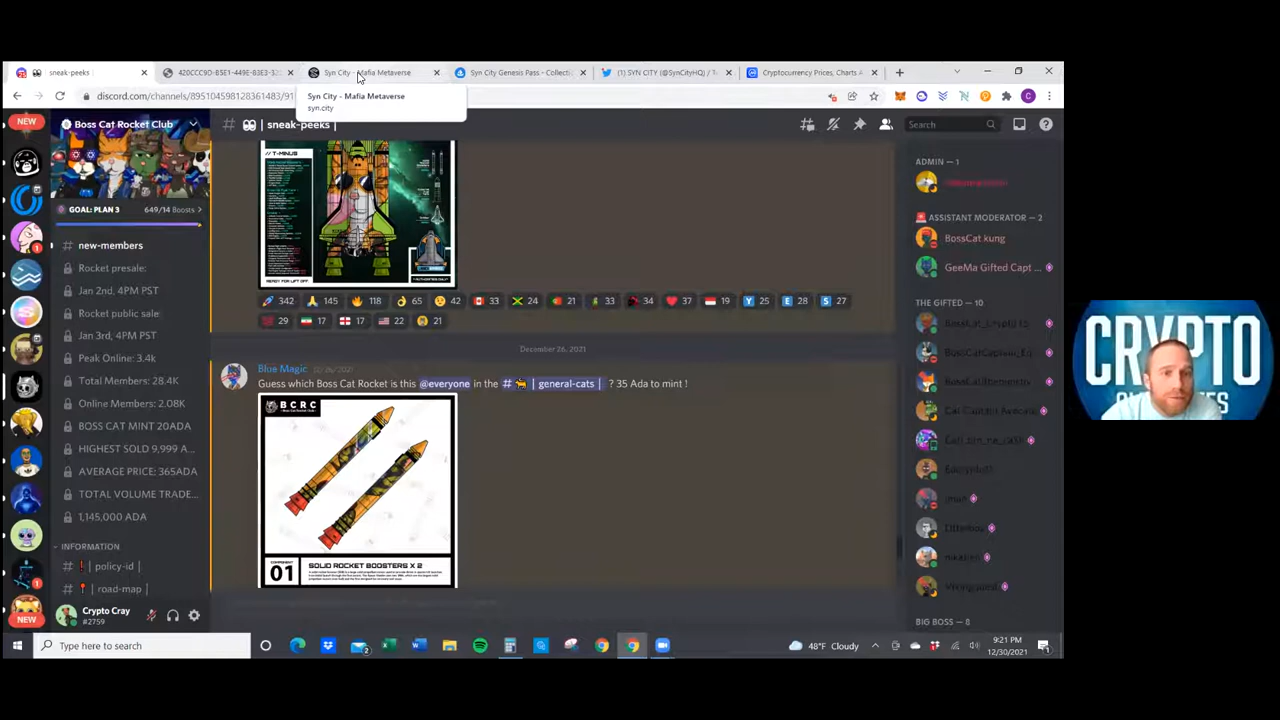 sneak-peeks |
420CCC9D-B5E1-449E-83E3-32
Syn City - Mafia Metaverse
Syn City Genesis Pass - Collectic
(1) SYN CITY (@SynCityHQ) / T
Cryptocurrency Prices, Charts A
discord.com/channels/895104598128361483/91
C
Syn City - Mafia Metaverse
syn.city
NEW
Boss Cat Rocket Club
# | sneak-peeks |
Search
GOAL: PLAN 3
649/14 Boosts
# new-members
Rocket presale:
Jan 2nd, 4PM PST
Rocket public sale:
Jan 3rd, 4PM PST
Peak Online: 3.4k
Total Members: 28.4K
Online Members: 2.08K
BOSS CAT MINT 20ADA
HIGHEST SOLD 9,999 A...
AVERAGE PRICE: 365ADA
TOTAL VOLUME TRADE...
1,145,000 ADA
INFORMATION
# | policy-id |
# | road-map |
Crypto Cray
#2759
NEW
// T-MINUS
READY FOR LIFT OFF.
342 145 118 65 42 33 24 21 33 34 37 19 Y 25 E 28 S 27
29 17 17 22 21
December 26, 2021
Blue Magic
12/26/2021
Guess which Boss Cat Rocket is this @everyone in the # | general-cats | ? 35 Ada to mint !
BCRC
COMPONENT
01
SOLID ROCKET BOOSTERS X 2
ADMIN — 1
ASSISTANT MODERATOR — 2
BossCat kung
GeeMa Gifted Capt ...
THE GIFTED — 10
BIG BOSS — 8
CRYPTO
Type here to search
2
48°F Cloudy
9:21 PM
12/30/2021